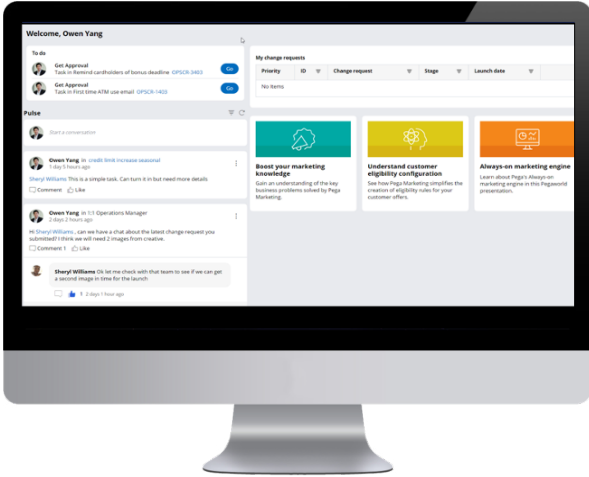 Welcome, Owen Yang
To do
Get Approval
Task in Remind cardholders of bonus deadline OPSCR-3403
Go
Get Approval
Task in First time ATM use email OPSCR-1403
Go
Pulse
Start a conversation
Owen Yang in credit limit increase seasonal
1 day 5 hours ago
Sheryl Williams This is a simple task. Can turn it in but need more details
Comment Like
Owen Yang in 1:1 Operations Manager
2 days 2 hours ago
Hi Sheryl Williams , can we have a chat about the latest change request you
submitted? I think we will need 2 images from creative.
Comment 1 Like
Sheryl Williams Ok let me check with that team to see if we can get
a second image in time for the launch
1 2 days 1 hour ago
My change requests
Priority ID Change request Stage Launch date
No items
Boost your marketing
knowledge
Gain an understanding of the key
business problems solved by Pega
Marketing.
Understand customer
eligibility configuration
See how Pega Marketing simplifies the
creation of eligibility rules for your
customer offers.
Always-on marketing engine
Learn about Pega's Always-on
marketing engine in this Pegaworld
presentation.